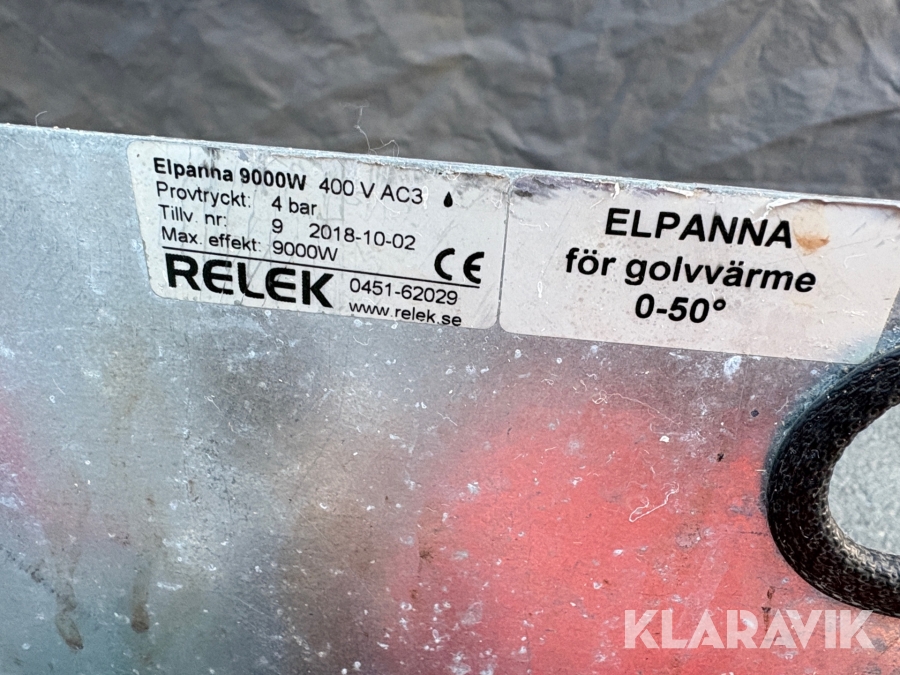 Elpanna 9000W 400 V AC3
Provtryckt: 4 bar
Tillv. nr: 9 2018-10-02
Max. effekt: 9000W
CE
RELEK 0451-62029
www.relek.se
ELPANNA
för golvvärme
0-50°
KLARAVIK